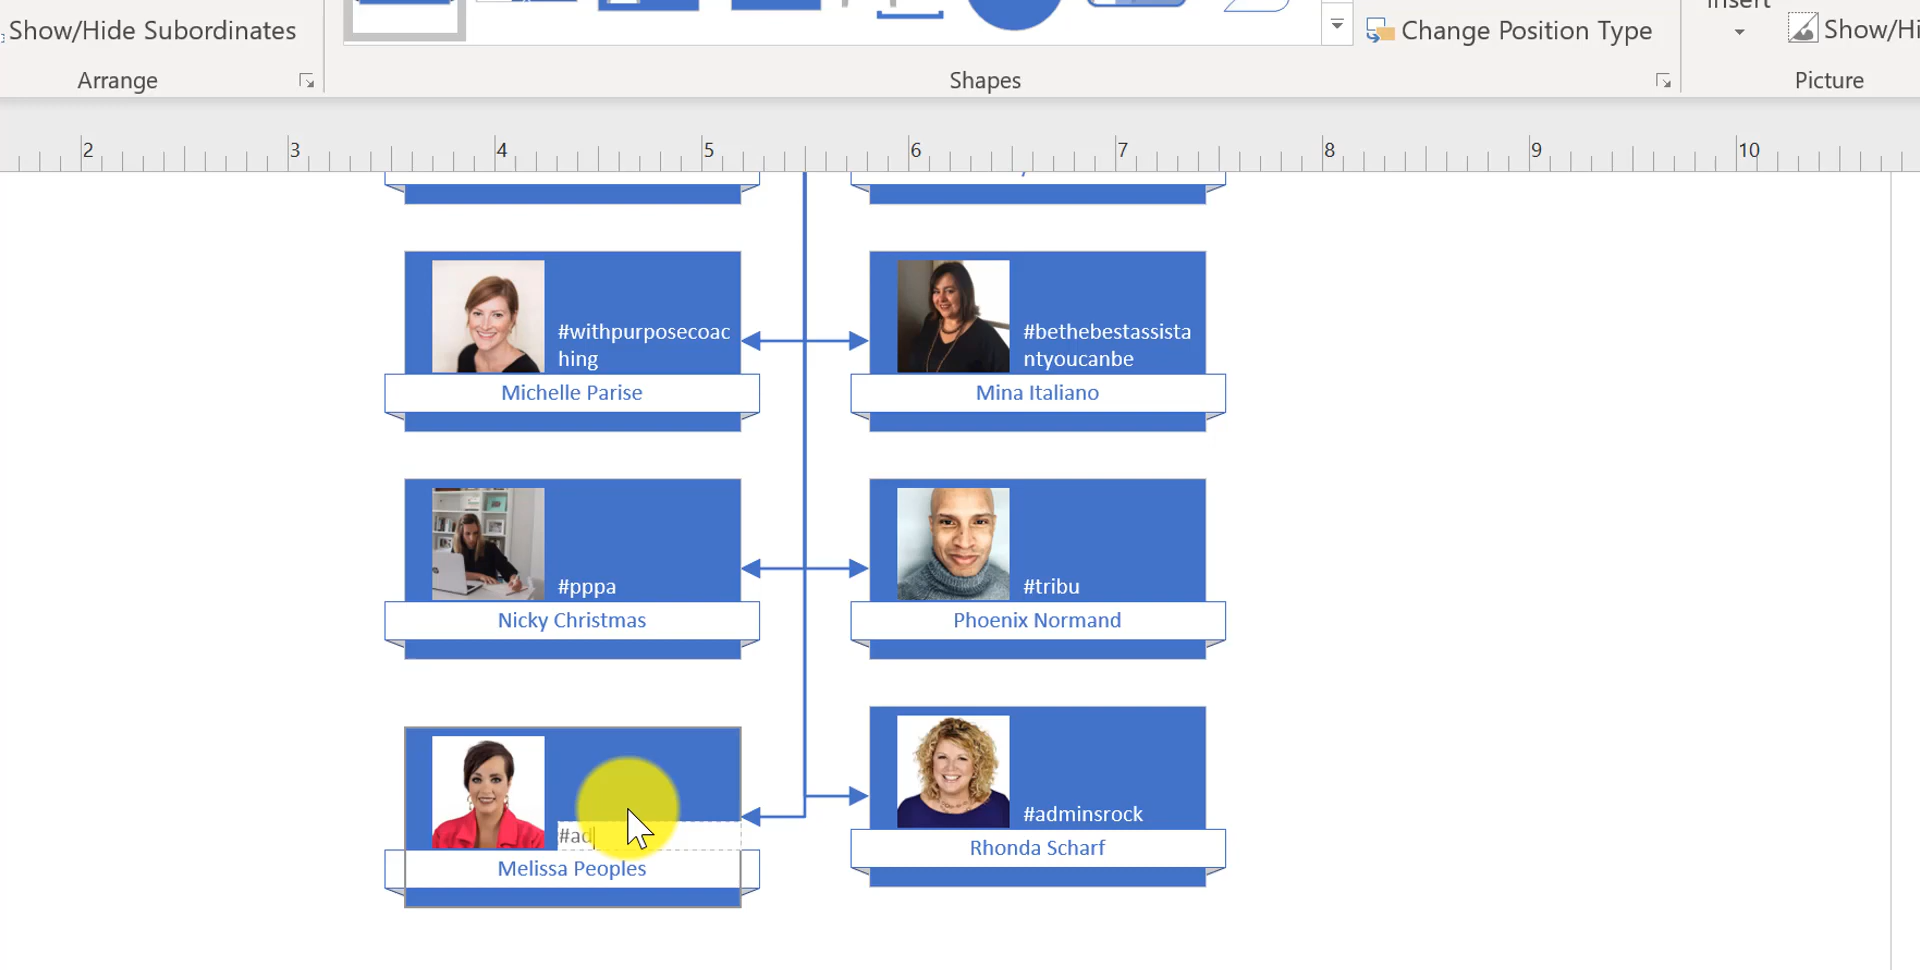 Show/Hide Subordinates
Change Position Type
Insert
Show/Hi
Arrange
Shapes
Picture
2 3 4 5 6 7 8 9 10
#withpurposecoac
hing
Michelle Parise
#bethebestassista
ntyoucanbe
Mina Italiano
#pppa
Nicky Christmas
#tribu
Phoenix Normand
#ad
Melissa Peoples
#adminsrock
Rhonda Scharf